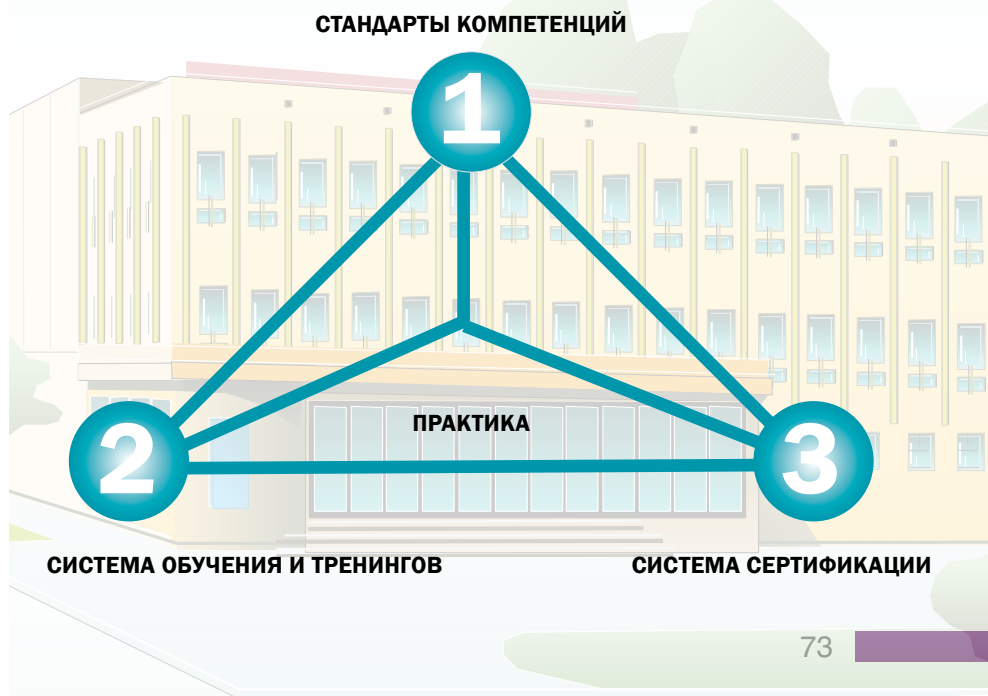 СТАНДАРТЫ КОМПЕТЕНЦИЙ
1
ПРАКТИКА
2
3
СИСТЕМА ОБУЧЕНИЯ И ТРЕНИНГОВ
СИСТЕМА СЕРТИФИКАЦИИ
73